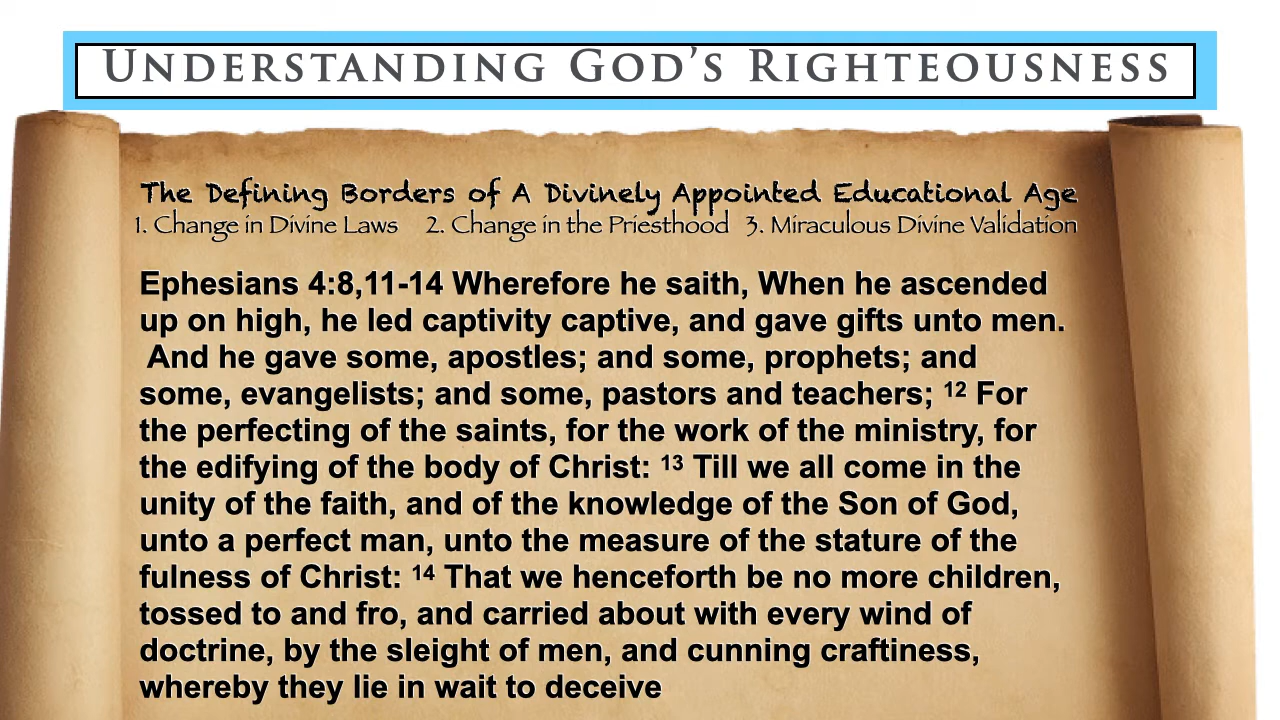 Understanding God's Righteousness
The Defining Borders of A Divinely Appointed Educational Age
1. Change in Divine Laws 2. Change in the Priesthood 3. Miraculous Divine Validation
Ephesians 4:8,11-14 Wherefore he saith, When he ascended
up on high, he led captivity captive, and gave gifts unto men.
And he gave some, apostles; and some, prophets; and
some, evangelists; and some, pastors and teachers; ¹² For
the perfecting of the saints, for the work of the ministry, for
the edifying of the body of Christ: ¹³ Till we all come in the
unity of the faith, and of the knowledge of the Son of God,
unto a perfect man, unto the measure of the stature of the
fulness of Christ: ¹⁴ That we henceforth be no more children,
tossed to and fro, and carried about with every wind of
doctrine, by the sleight of men, and cunning craftiness,
whereby they lie in wait to deceive